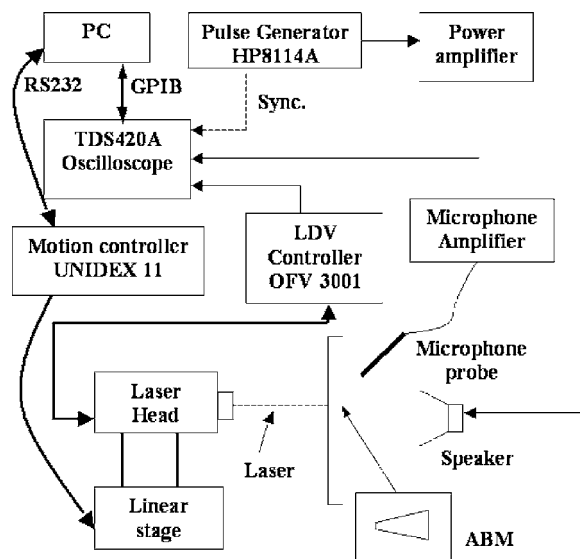 PC
Pulse Generator
HP8114A
Power
amplifier
RS232
GPIB
Sync.
TDS420A
Oscilloscope
Microphone
Amplifier
LDV
Controller
OFV 3001
Motion controller
UNIDEX 11
Microphone
probe
Laser
Head
Laser
Speaker
Linear
stage
ABM